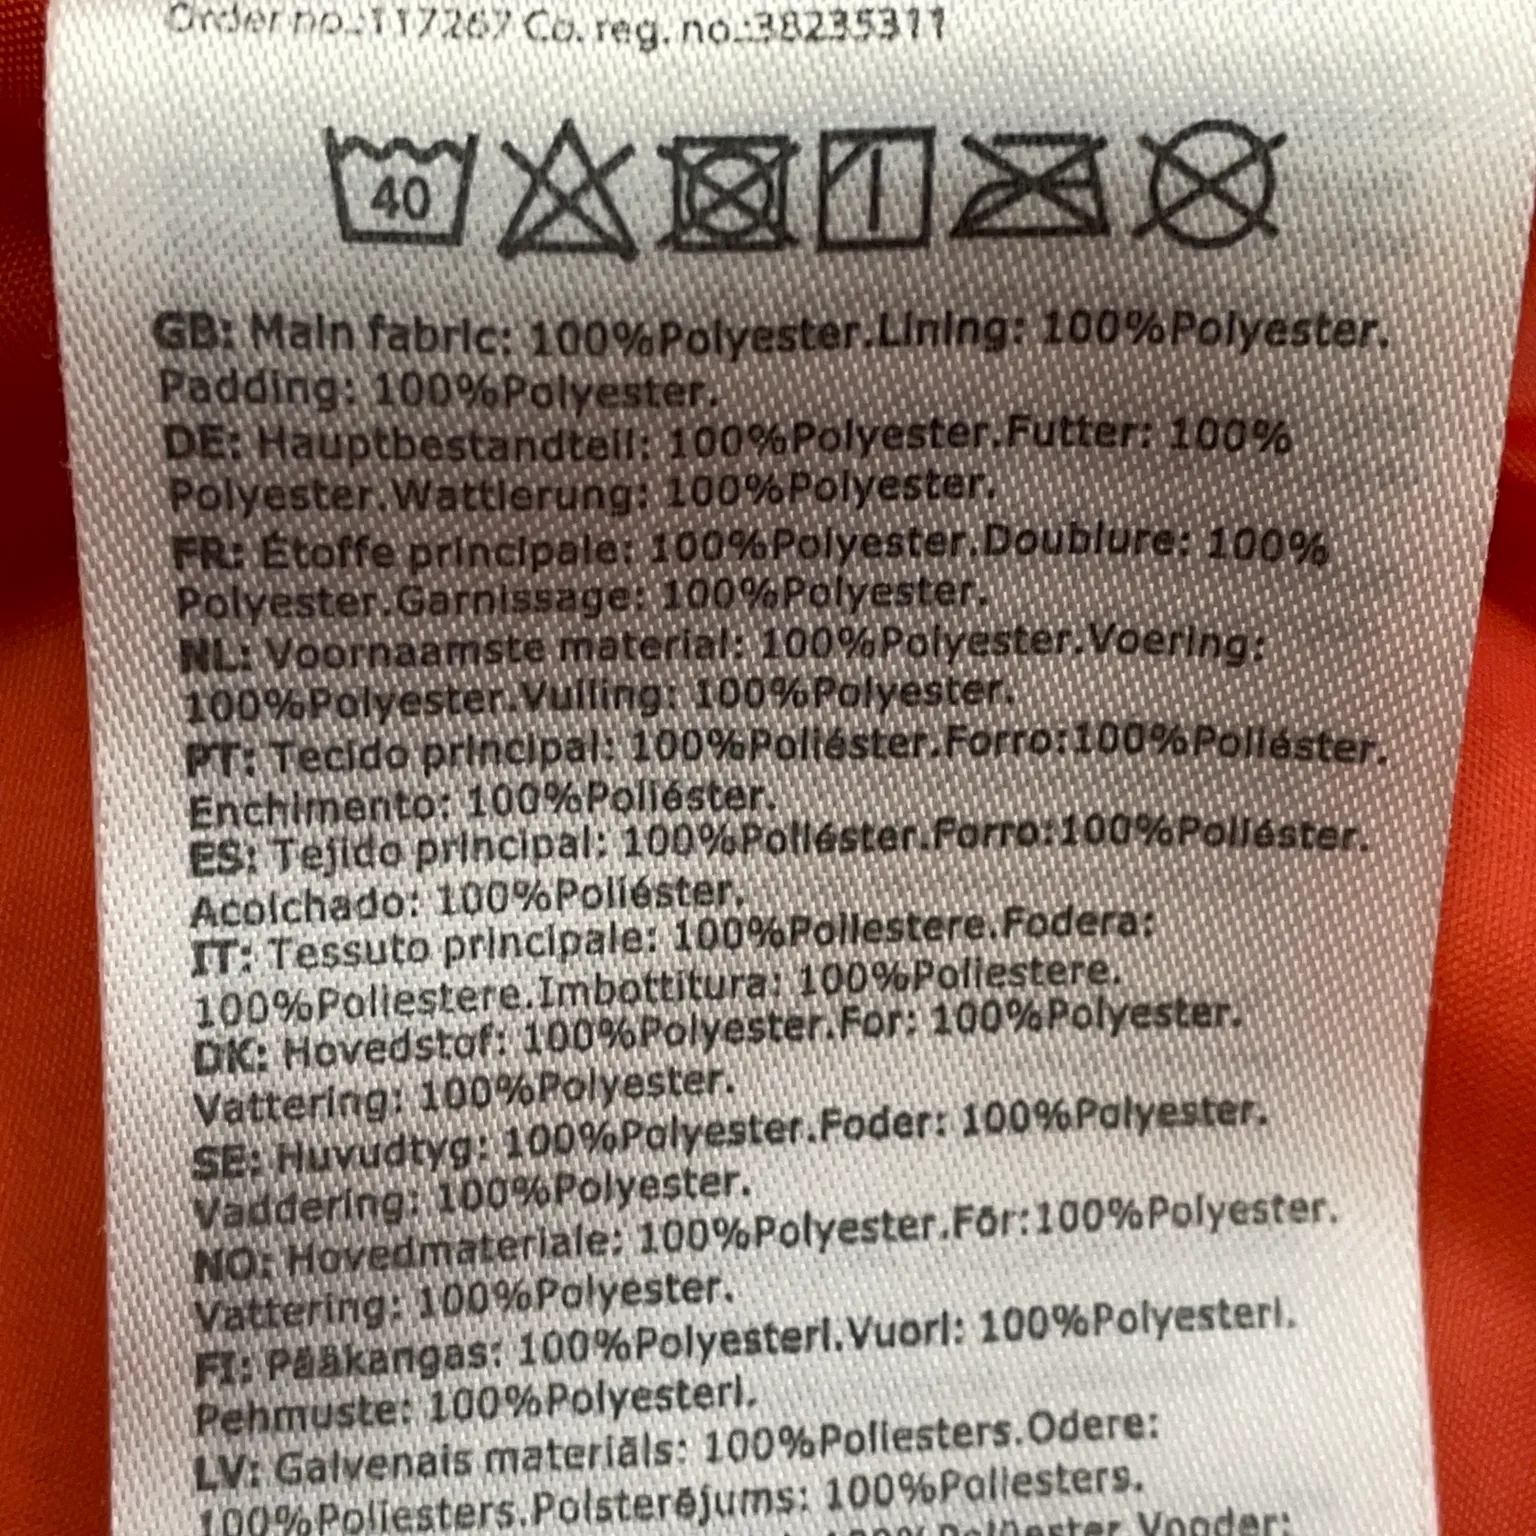 Order no.:117267 Co. reg. no.:38235311
40
GB: Main fabric: 100%Polyester.Lining: 100%Polyester.
Padding: 100%Polyester.
DE: Hauptbestandteil: 100%Polyester.Futter: 100%
Polyester.Wattierung: 100%Polyester.
FR: Étoffe principale: 100%Polyester.Doublure: 100%
Polyester.Garnissage: 100%Polyester.
NL: Voornaamste material: 100%Polyester.Voering:
100%Polyester.Vulling: 100%Polyester.
PT: Tecido principal: 100%Poliéster.Forro:100%Poliéster.
Enchimento: 100%Poliéster.
ES: Tejido principal: 100%Poliéster.Forro:100%Poliéster.
Acolchado: 100%Poliéster.
IT: Tessuto principale: 100%Poliestere.Fodera:
100%Poliestere.Imbottitura: 100%Poliestere.
DK: Hovedstof: 100%Polyester.For: 100%Polyester.
Vattering: 100%Polyester.
SE: Huvudtyg: 100%Polyester.Foder: 100%Polyester.
Vaddering: 100%Polyester.
NO: Hovedmateriale: 100%Polyester.Fôr:100%Polyester.
Vattering: 100%Polyester.
FI: Pääkangas: 100%Polyesteri.Vuori: 100%Polyesteri.
Pehmuste: 100%Polyesteri.
LV: Galvenais materiāls: 100%Poliesters.Odere:
100%Poliesters.Polsterējums: 100%Poliesters.
Vooder: